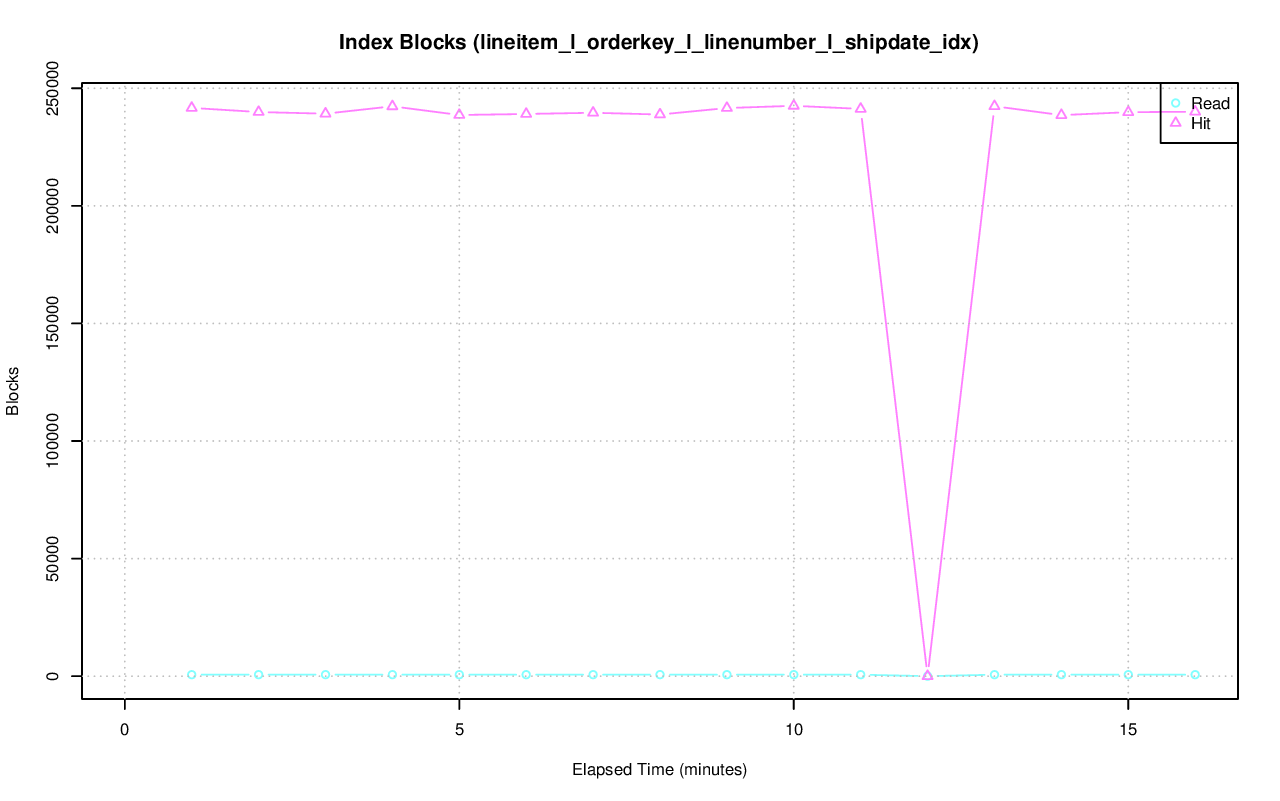 Index Blocks (lineitem_l_orderkey_l_linenumber_l_shipdate_idx)
Read
Hit
250000
200000
150000
100000
50000
0
Blocks
0 5 10 15
Elapsed Time (minutes)